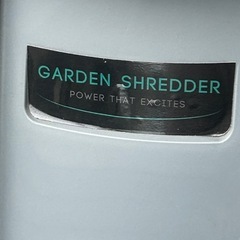 GARDEN SHREDDER
POWER THAT EXCITES